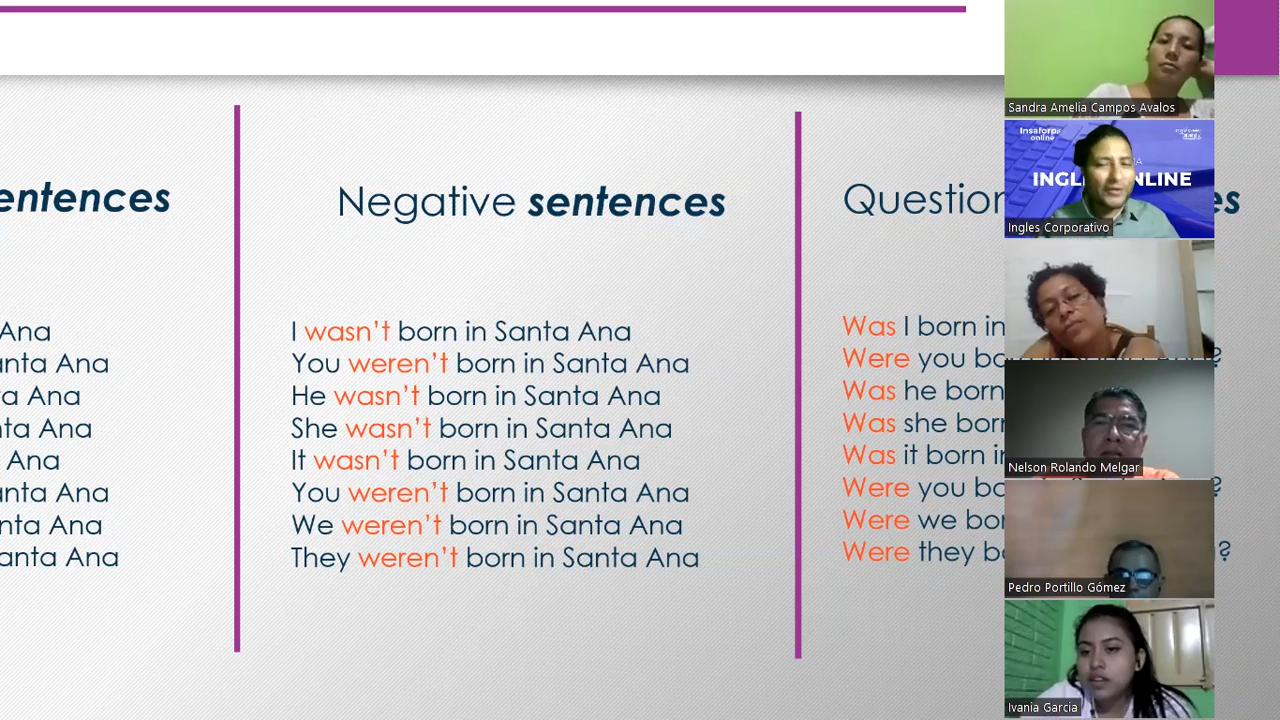 entences
Ana
anta Ana
a Ana
ta Ana
Ana
anta Ana
nta Ana
anta Ana
Negative sentences
I wasn't born in Santa Ana
You weren't born in Santa Ana
He wasn't born in Santa Ana
She wasn't born in Santa Ana
It wasn't born in Santa Ana
You weren't born in Santa Ana
We weren't born in Santa Ana
They weren't born in Santa Ana
Question es
Was I born in
Were you bo ?
Was he born
Was she born
Was it born in
Were you bo ?
Were we bor
Were they bo ?
Sandra Amelia Campos Avalos
Insaforp
online
INGL NLINE
Ingles Corporativo
Nelson Rolando Melgar
Pedro Portillo Gómez
Ivania Garcia